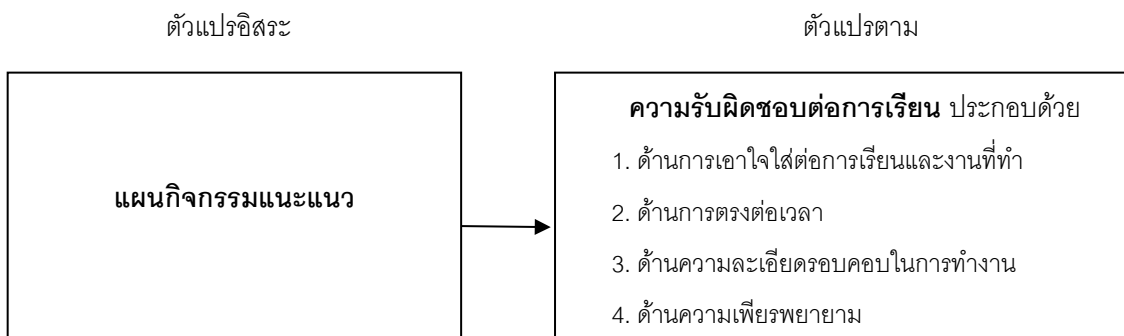 ตัวแปรอิสระ
ตัวแปรตาม
แผนกิจกรรมแนะแนว
ความรับผิดชอบต่อการเรียน ประกอบด้วย
1. ด้านการเอาใจใส่ต่อการเรียนและงานที่ทำ
2. ด้านการตรงต่อเวลา
3. ด้านความละเอียดรอบคอบในการทำงาน
4. ด้านความเพียรพยายาม